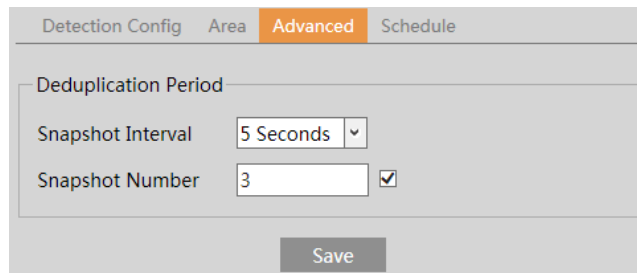 Detection Config Area Advanced Schedule
Deduplication Period
Snapshot Interval 5 Seconds
Snapshot Number 3
Save